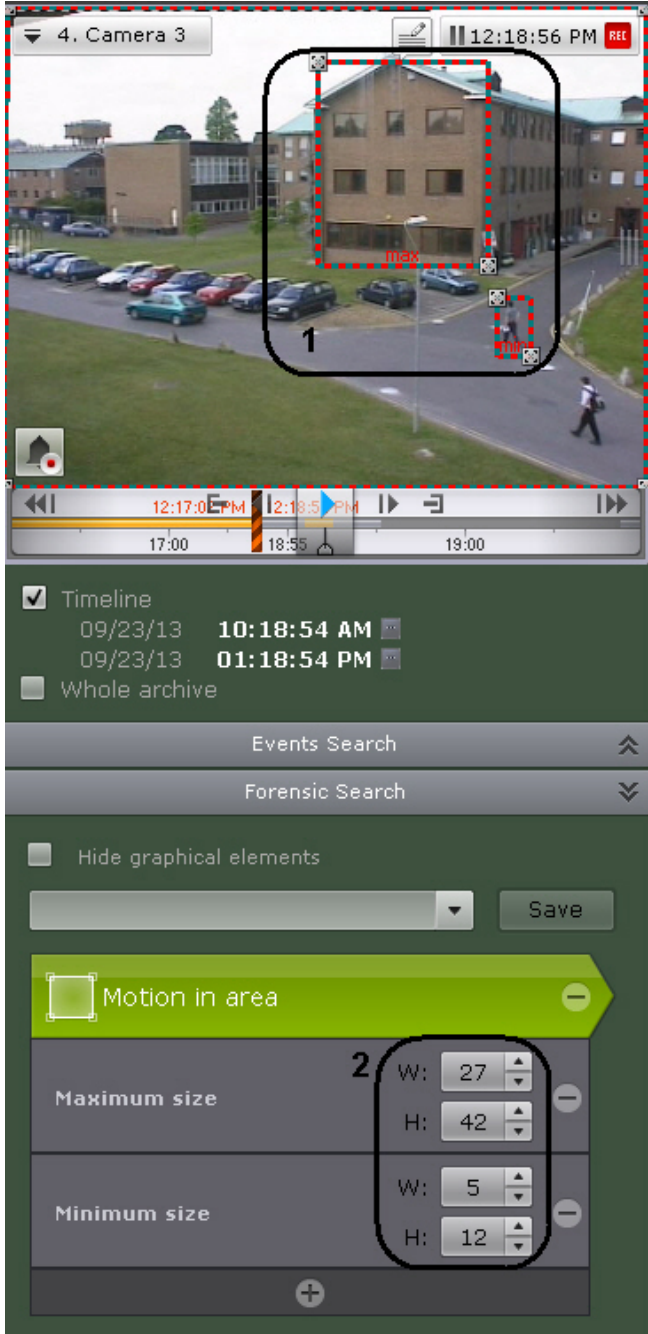 4. Camera 3
12:18:56 PM REC
max
1
min
12:17:02 PM
17:00
18:55
19:00
Timeline
09/23/13 10:18:54 AM
09/23/13 01:18:54 PM
Whole archive
Events Search
Forensic Search
Hide graphical elements
Save
Motion in area
2
Maximum size
W: 27
H: 42
Minimum size
W: 5
H: 12